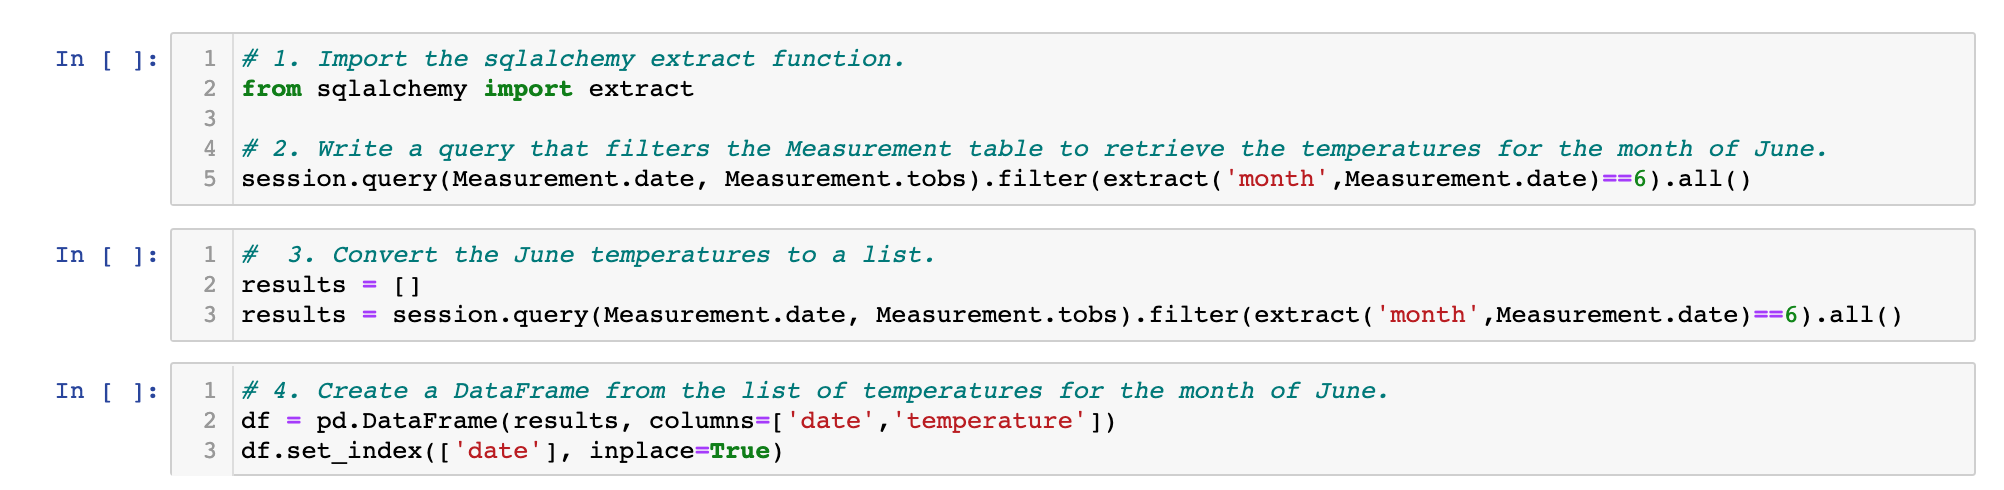 In [ ]:
1 # 1. Import the sqlalchemy extract function.
2 from sqlalchemy import extract
3
4 # 2. Write a query that filters the Measurement table to retrieve the temperatures for the month of June.
5 session.query(Measurement.date, Measurement.tobs).filter(extract('month',Measurement.date)==6).all()
In [ ]:
1 #  3. Convert the June temperatures to a list.
2 results = []
3 results = session.query(Measurement.date, Measurement.tobs).filter(extract('month',Measurement.date)==6).all()
In [ ]:
1 # 4. Create a DataFrame from the list of temperatures for the month of June.
2 df = pd.DataFrame(results, columns=['date','temperature'])
3 df.set_index(['date'], inplace=True)